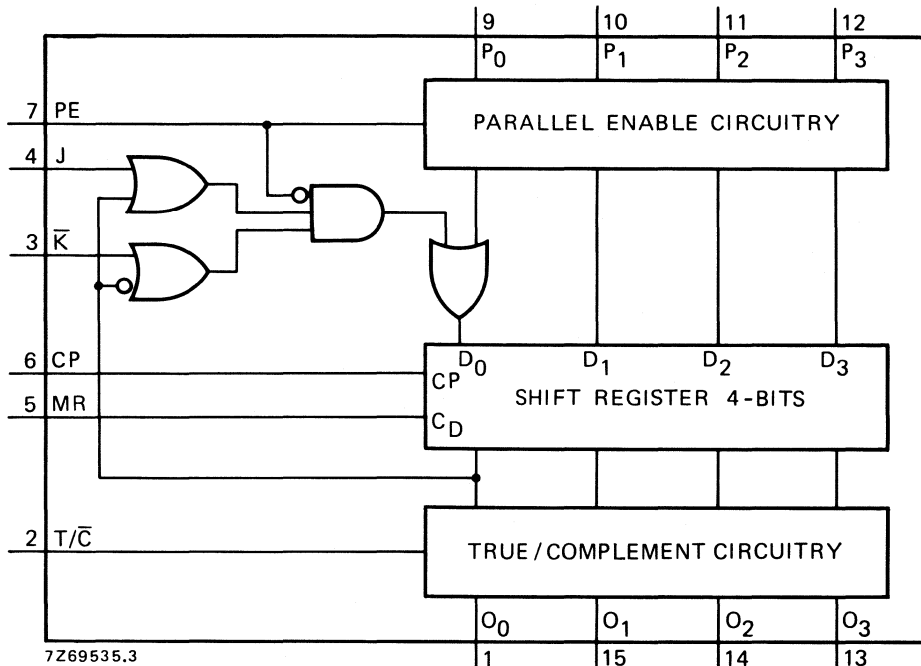 9 10 11 12
P0 P1 P2 P3
7 PE
PARALLEL ENABLE CIRCUITRY
4 J
3 K̅
D0 D1 D2 D3
6 CP
CP
SHIFT REGISTER 4-BITS
5 MR
CD
2 T/C̅
TRUE/COMPLEMENT CIRCUITRY
O0 O1 O2 O3
7Z69535.3
1 15 14 13